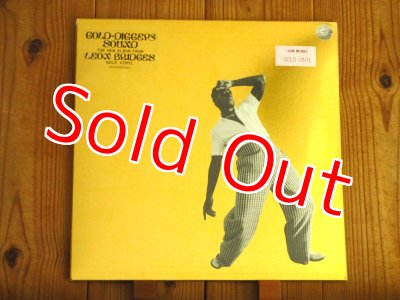 GOLD-DIGGERS
SOUND
THE NEW ALBUM FROM
LEON BRIDGES
GOLD VINYL
GOLD VINYL
Sold Out